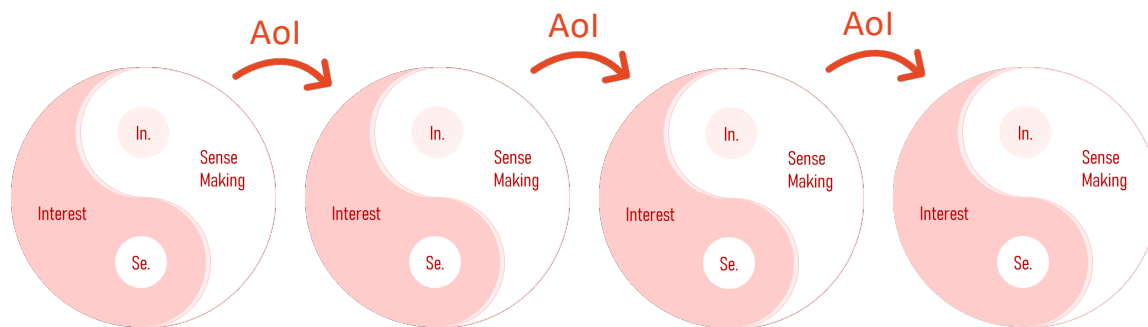 AoI
AoI
AoI
In.
Sense
Making
Interest
Se.
In.
Sense
Making
Interest
Se.
In.
Sense
Making
Interest
Se.
In.
Sense
Making
Interest
Se.